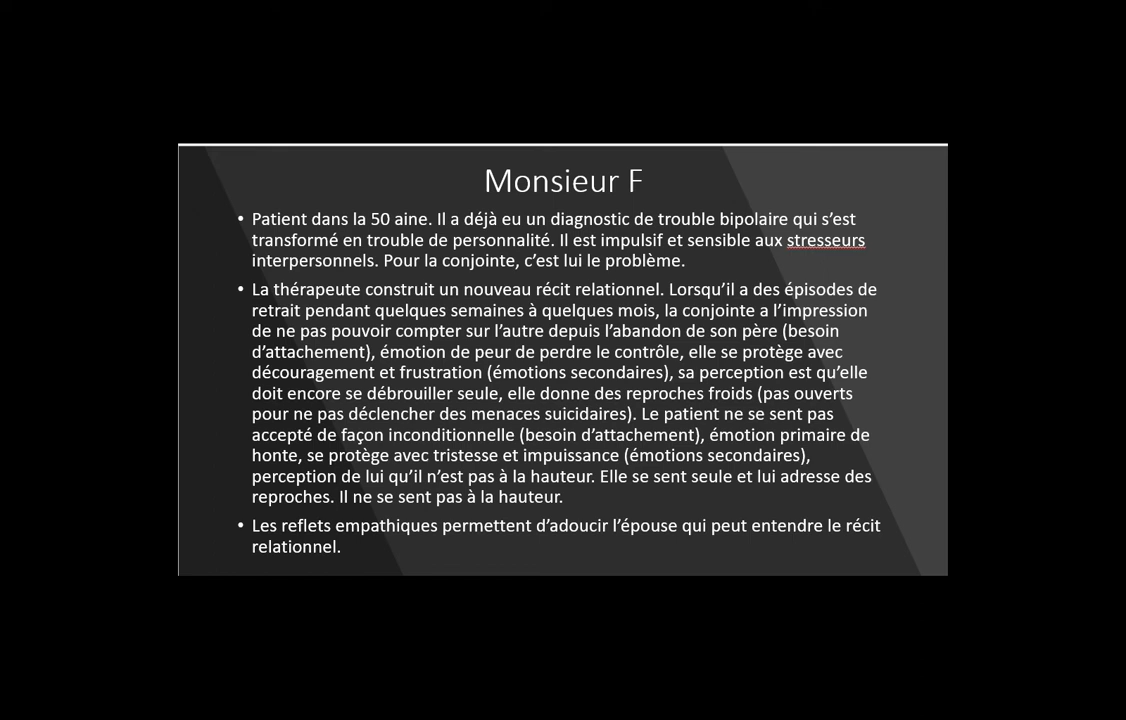 Monsieur F
• Patient dans la 50 aine. Il a déjà eu un diagnostic de trouble bipolaire qui s’est
transformé en trouble de personnalité. Il est impulsif et sensible aux stresseurs
interpersonnels. Pour la conjointe, c’est lui le problème.
• La thérapeute construit un nouveau récit relationnel. Lorsqu’il a des épisodes de
retrait pendant quelques semaines à quelques mois, la conjointe a l’impression
de ne pas pouvoir compter sur l’autre depuis l’abandon de son père (besoin
d’attachement), émotion de peur de perdre le contrôle, elle se protège avec
découragement et frustration (émotions secondaires), sa perception est qu’elle
doit encore se débrouiller seule, elle donne des reproches froids (pas ouverts
pour ne pas déclencher des menaces suicidaires). Le patient ne se sent pas
accepté de façon inconditionnelle (besoin d’attachement), émotion primaire de
honte, se protège avec tristesse et impuissance (émotions secondaires),
perception de lui qu’il n’est pas à la hauteur. Elle se sent seule et lui adresse des
reproches. Il ne se sent pas à la hauteur.
• Les reflets empathiques permettent d’adoucir l’épouse qui peut entendre le récit
relationnel.